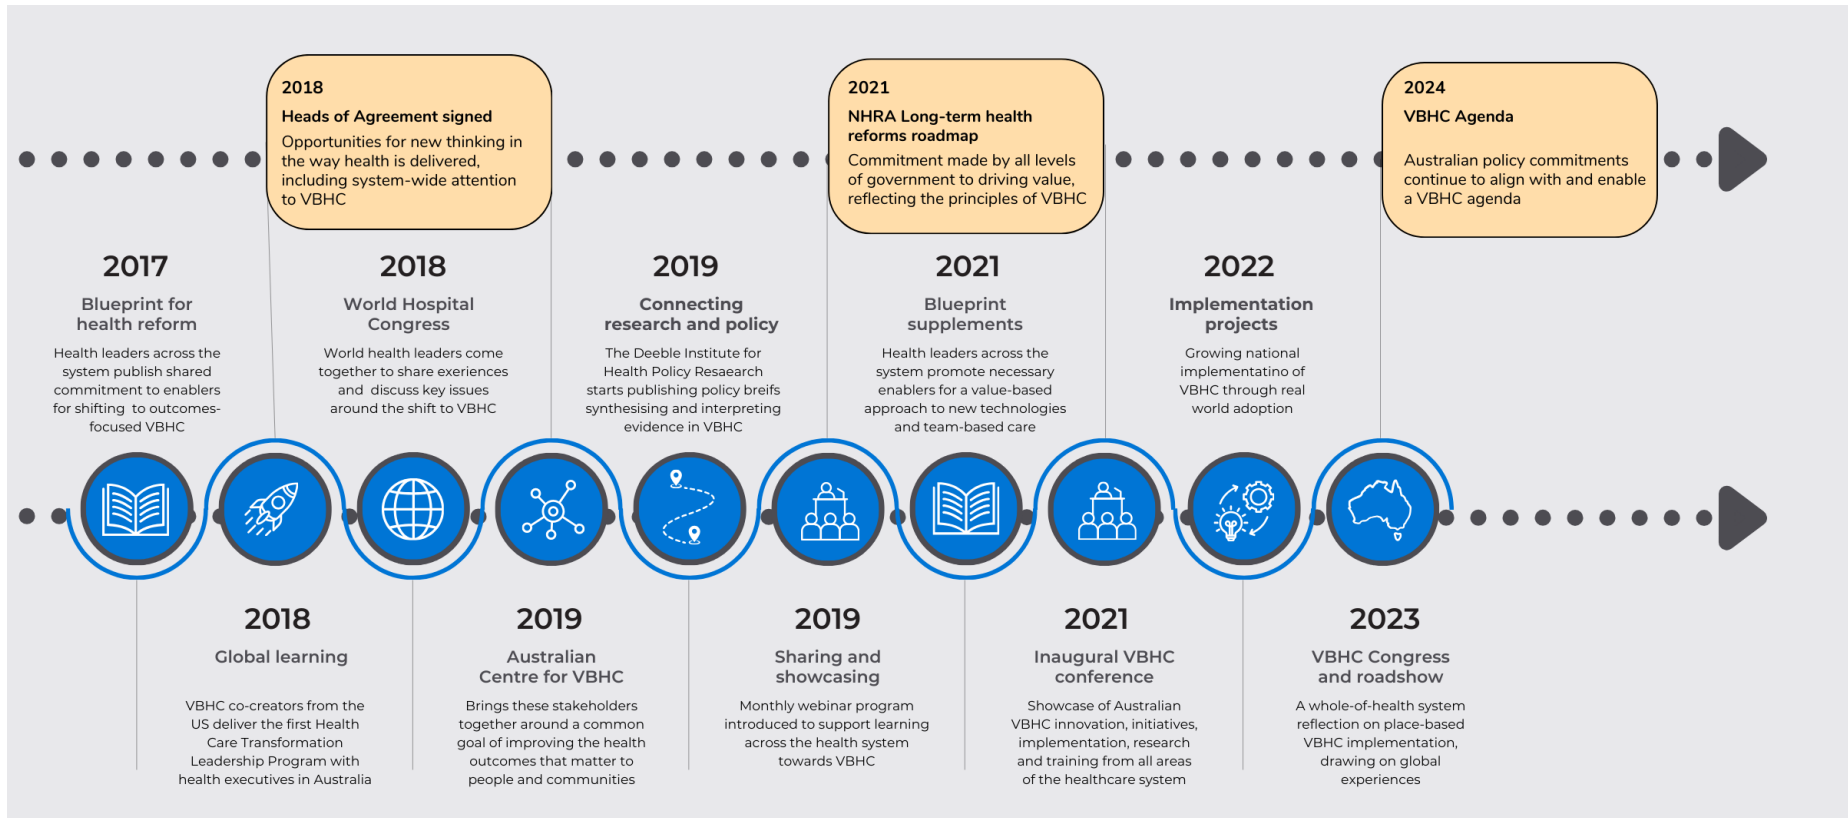 2018
Heads of Agreement signed
Opportunities for new thinking in
the way health is delivered,
including system-wide attention
to VBHC
2021
NHRA Long-term health
reforms roadmap
Commitment made by all levels
of government to driving value,
reflecting the principles of VBHC
2024
VBHC Agenda
Australian policy commitments
continue to align with and enable
a VBHC agenda
2017
Blueprint for
health reform
Health leaders across the
system publish shared
commitment to enablers
for shifting to outcomes-
focused VBHC
2018
World Hospital
Congress
World health leaders come
together to share exeriences
and discuss key issues
around the shift to VBHC
2019
Connecting
research and policy
The Deeble Institute for
Health Policy Resaearch
starts publishing policy breifs
synthesising and interpreting
evidence in VBHC
2021
Blueprint
supplements
Health leaders across the
system promote necessary
enablers for a value-based
approach to new technologies
and team-based care
2022
Implementation
projects
Growing national
implementatino of
VBHC through real
world adoption
2018
Global learning
VBHC co-creators from the
US deliver the first Health
Care Transformation
Leadership Program with
health executives in Australia
2019
Australian
Centre for VBHC
Brings these stakeholders
together around a common
goal of improving the health
outcomes that matter to
people and communities
2019
Sharing and
showcasing
Monthly webinar program
introduced to support learning
across the health system
towards VBHC
2021
Inaugural VBHC
conference
Showcase of Australian
VBHC innovation, initiatives,
implementation, research
and training from all areas
of the healthcare system
2023
VBHC Congress
and roadshow
A whole-of-health system
reflection on place-based
VBHC implementation,
drawing on global
experiences